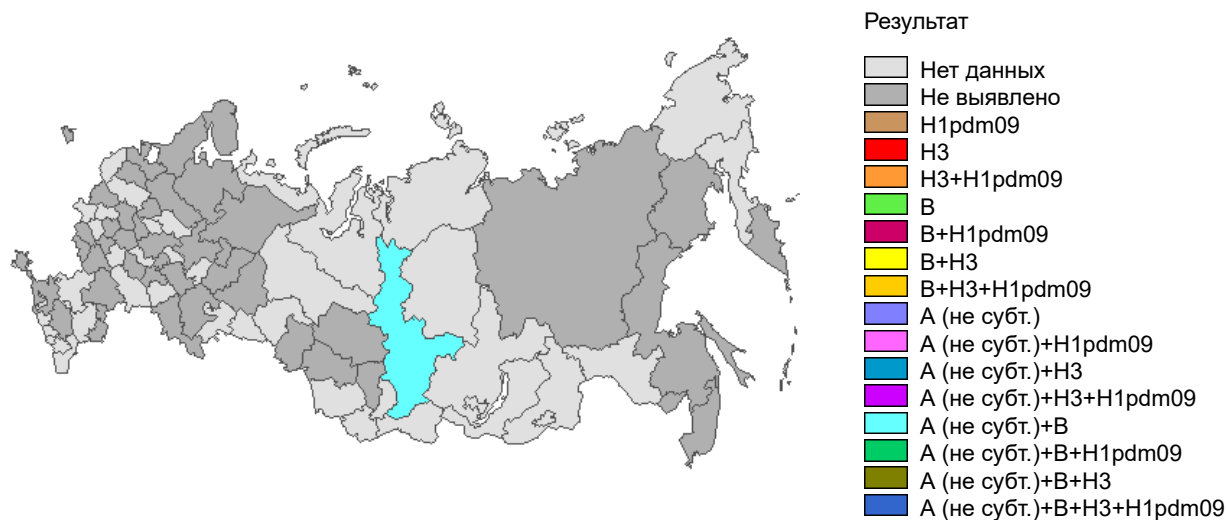 Результат
Нет данных
Не выявлено
H1pdm09
H3
H3+H1pdm09
B
B+H1pdm09
B+H3
B+H3+H1pdm09
А (не субт.)
А (не субт.)+H1pdm09
А (не субт.)+H3
А (не субт.)+H3+H1pdm09
А (не субт.)+B
А (не субт.)+B+H1pdm09
А (не субт.)+B+H3
А (не субт.)+B+H3+H1pdm09